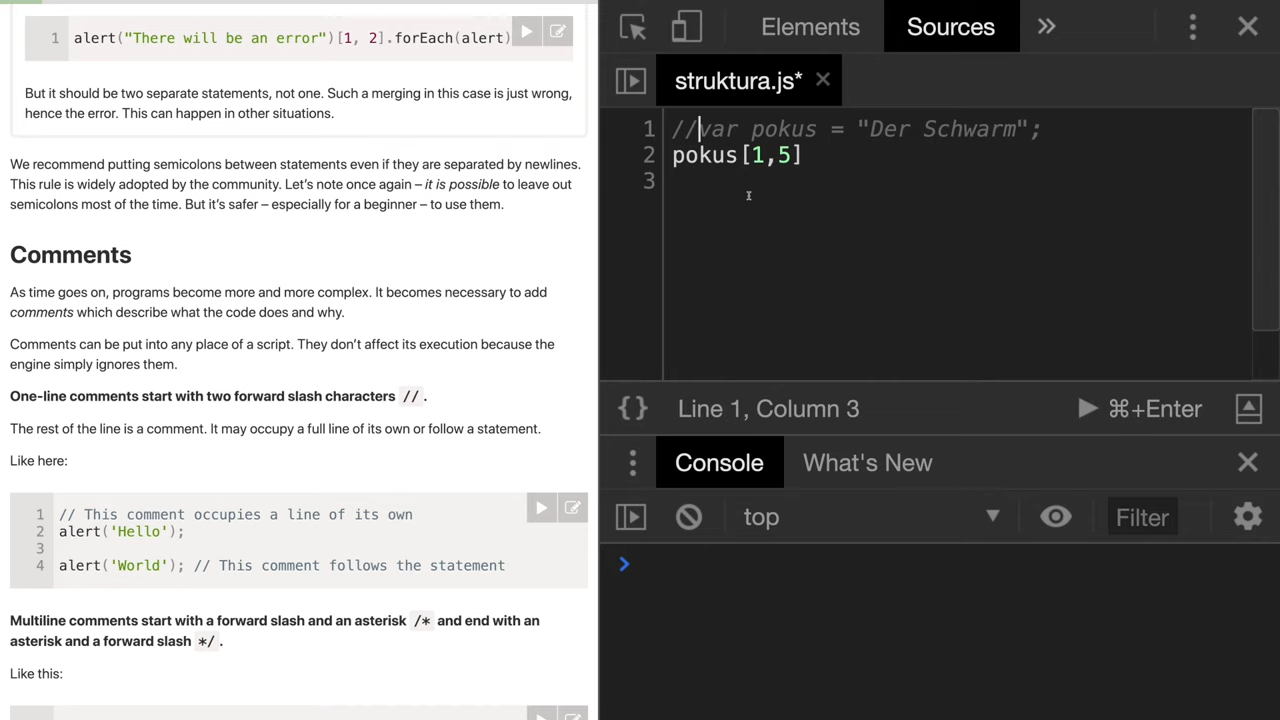 1 alert("There will be an error")[1, 2].forEach(alert)
But it should be two separate statements, not one. Such a merging in this case is just wrong,
hence the error. This can happen in other situations.
We recommend putting semicolons between statements even if they are separated by newlines.
This rule is widely adopted by the community. Let’s note once again – it is possible to leave out
semicolons most of the time. But it’s safer – especially for a beginner – to use them.
Comments
As time goes on, programs become more and more complex. It becomes necessary to add
comments which describe what the code does and why.
Comments can be put into any place of a script. They don’t affect its execution because the
engine simply ignores them.
One-line comments start with two forward slash characters //.
The rest of the line is a comment. It may occupy a full line of its own or follow a statement.
Like here:
1 // This comment occupies a line of its own
2 alert('Hello');
3
4 alert('World'); // This comment follows the statement
Multiline comments start with a forward slash and an asterisk /* and end with an
asterisk and a forward slash */.
Like this:
Elements Sources »
struktura.js*
1 //var pokus = "Der Schwarm";
2 pokus[1,5]
3
{} Line 1, Column 3 ⌘+Enter
Console What's New
top Filter